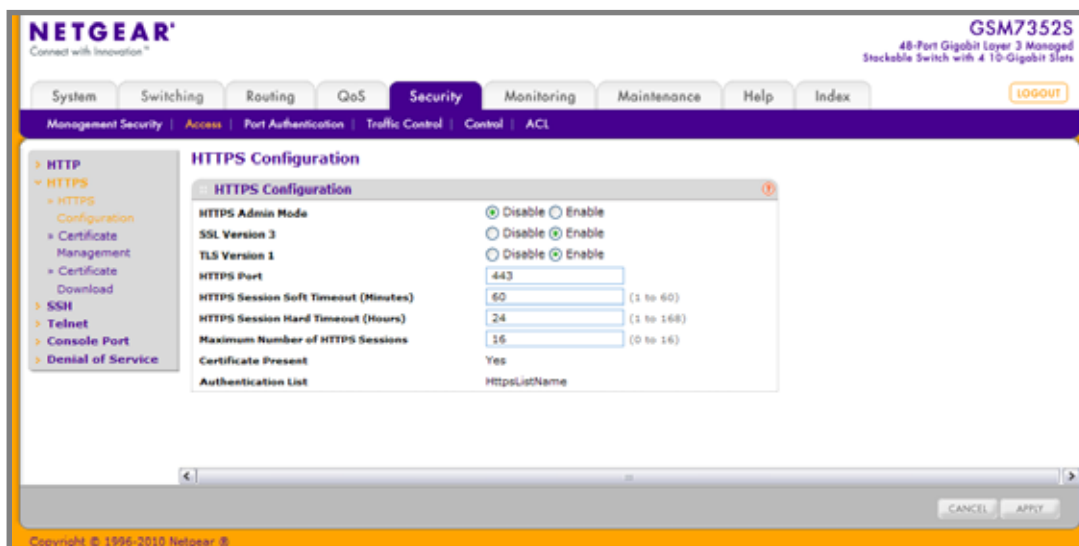 NETGEAR®
Connect with Innovation™
GSM7352S
48-Port Gigabit Layer 3 Managed
Stackable Switch with 4 10-Gigabit Slots
System Switching Routing QoS Security Monitoring Maintenance Help Index LOGOUT
Management Security | Access | Port Authentication | Traffic Control | Control | ACL
HTTP
HTTPS
» HTTPS
Configuration
» Certificate
Management
» Certificate
Download
SSH
Telnet
Console Port
Denial of Service
HTTPS Configuration
HTTPS Configuration
HTTPS Admin Mode Disable Enable
SSL Version 3 Disable Enable
TLS Version 1 Disable Enable
HTTPS Port 443
HTTPS Session Soft Timeout (Minutes) 60 (1 to 60)
HTTPS Session Hard Timeout (Hours) 24 (1 to 168)
Maximum Number of HTTPS Sessions 16 (0 to 16)
Certificate Present Yes
Authentication List HttpsListName
CANCEL APPLY
Copyright © 1996-2010 Netgear ®